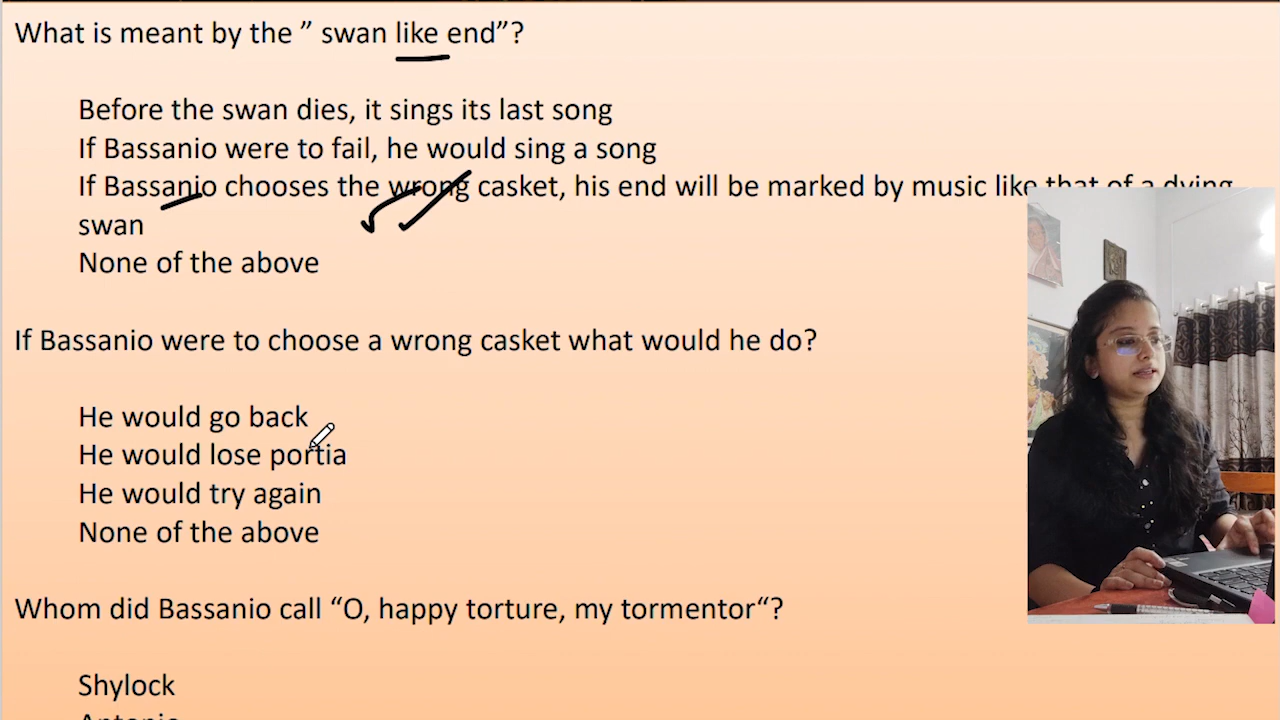 What is meant by the ” swan like end”?
Before the swan dies, it sings its last song
If Bassanio were to fail, he would sing a song
If Bassanio chooses the wrong casket, his end will be marked by music like that of a dying
swan
None of the above
If Bassanio were to choose a wrong casket what would he do?
He would go back
He would lose portia
He would try again
None of the above
Whom did Bassanio call “O, happy torture, my tormentor“?
Shylock
Antonio